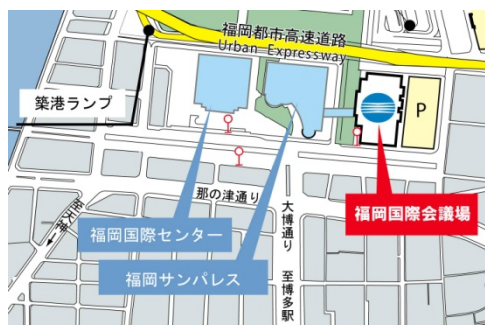 福岡都市高速道路
Urban Expressway
築港ランプ
P
那の津通り
福岡国際会議場
福岡国際センター
大博通り
至天神
福岡サンパレス
至博多駅